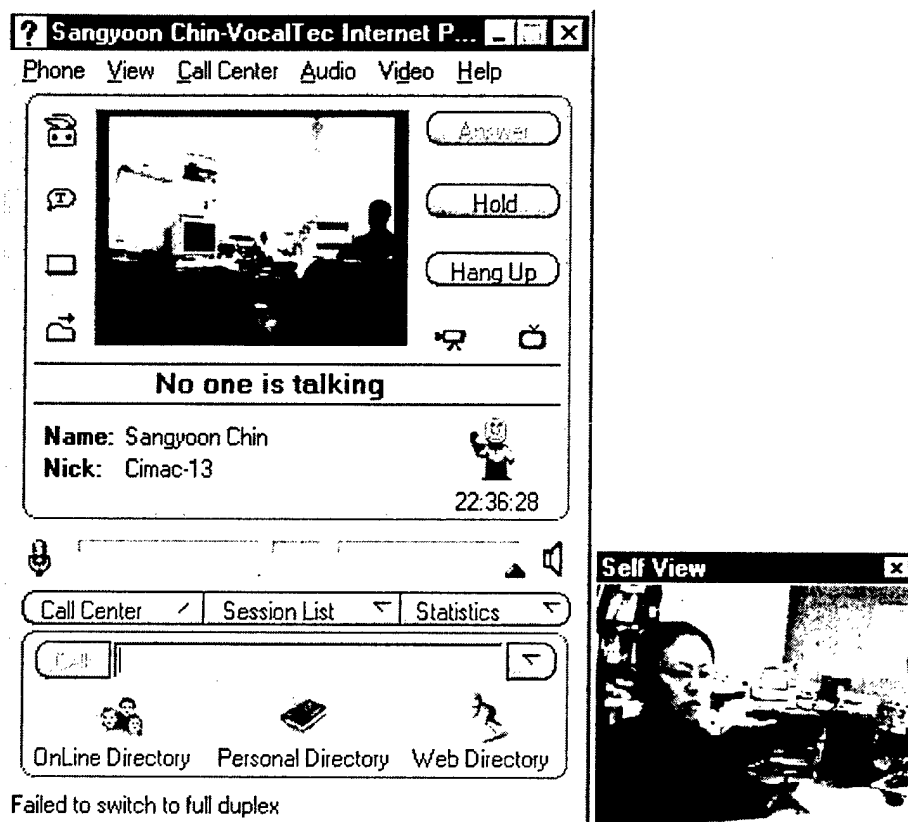 Sangyoon Chin-VocalTec Internet P...
Phone View Call Center Audio Video Help
Answer
T
Hold
Hang Up
No one is talking
Name: Sangyoon Chin
Nick: Cimac-13
22:36:28
Self View
Call Center Session List Statistics
Call
OnLine Directory Personal Directory Web Directory
Failed to switch to full duplex